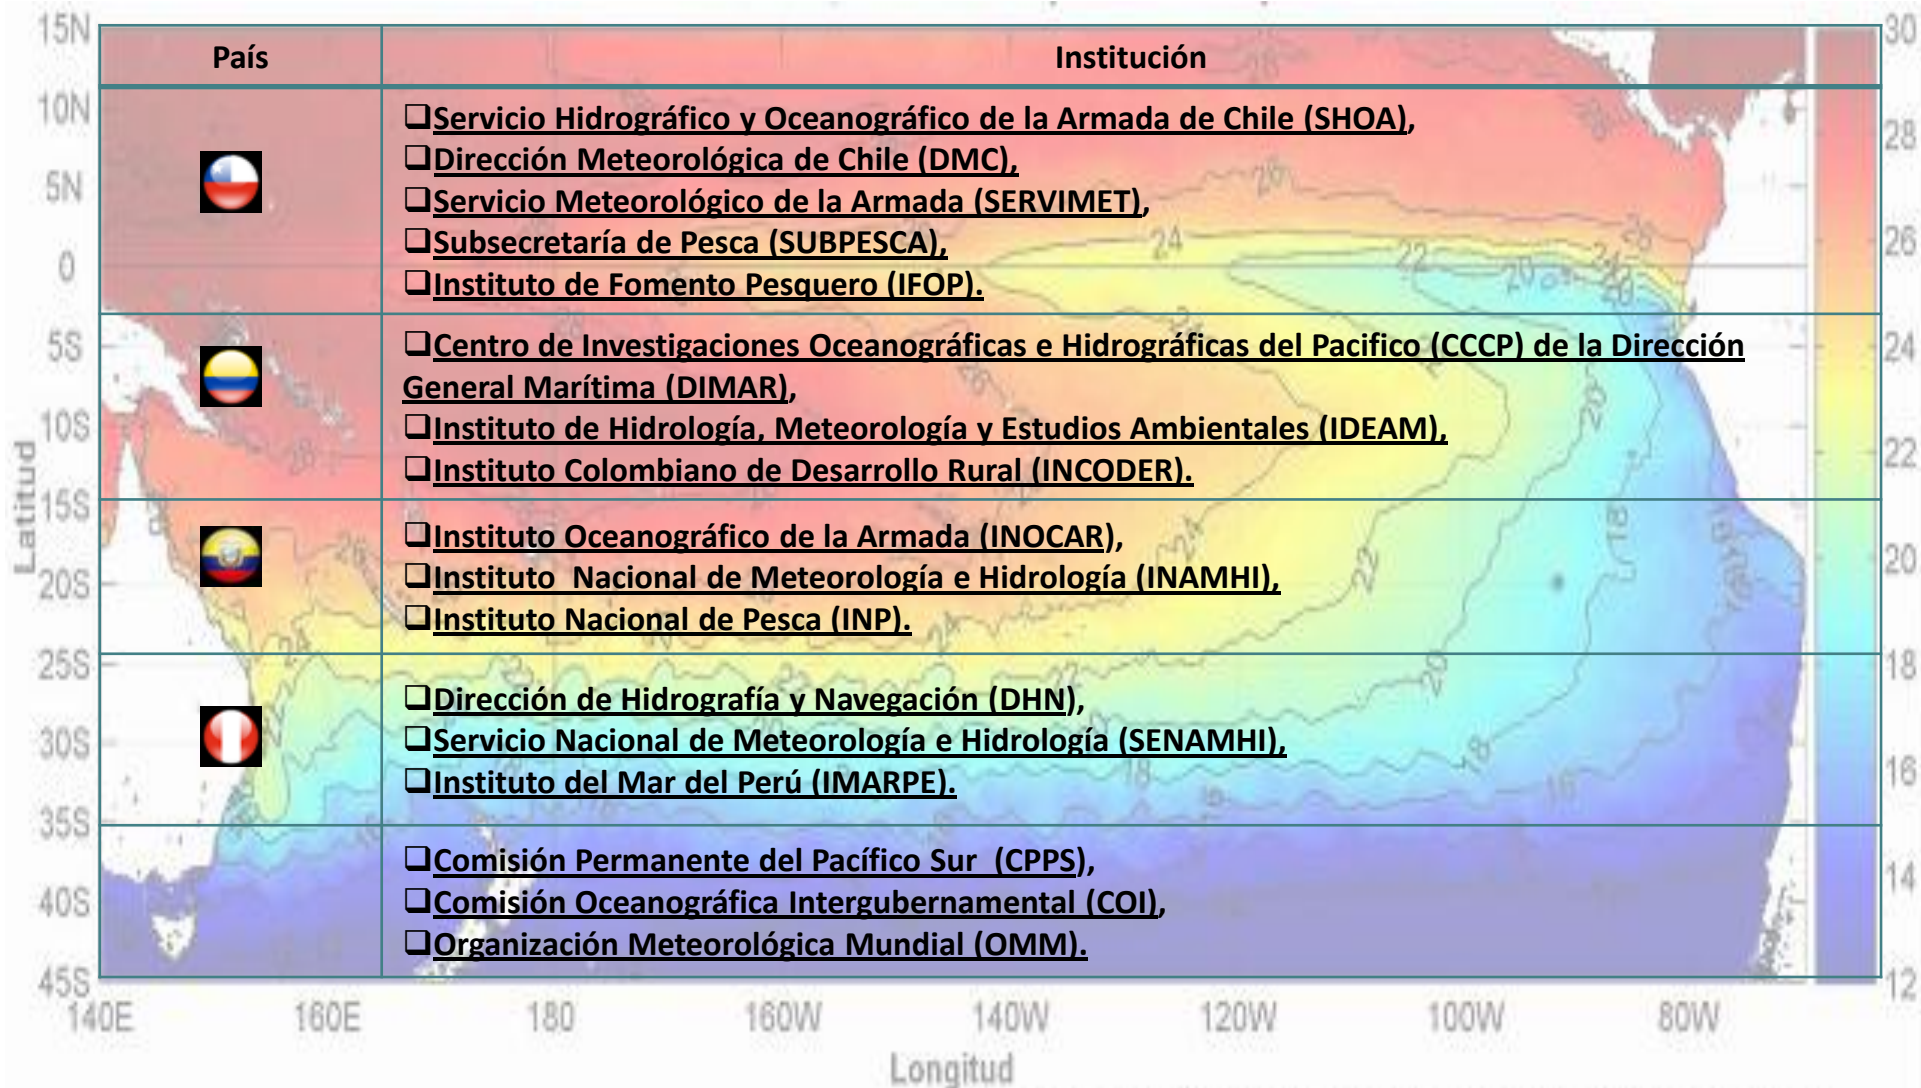 País
Institución
❑Servicio Hidrográfico y Oceanográfico de la Armada de Chile (SHOA),
❑Dirección Meteorológica de Chile (DMC),
❑Servicio Meteorológico de la Armada (SERVIMET),
❑Subsecretaría de Pesca (SUBPESCA),
❑Instituto de Fomento Pesquero (IFOP).
❑Centro de Investigaciones Oceanográficas e Hidrográficas del Pacifico (CCCP) de la Dirección
General Marítima (DIMAR),
❑Instituto de Hidrología, Meteorología y Estudios Ambientales (IDEAM),
❑Instituto Colombiano de Desarrollo Rural (INCODER).
❑Instituto Oceanográfico de la Armada (INOCAR),
❑Instituto  Nacional de Meteorología e Hidrología (INAMHI),
❑Instituto Nacional de Pesca (INP).
❑Dirección de Hidrografía y Navegación (DHN),
❑Servicio Nacional de Meteorología e Hidrología (SENAMHI),
❑Instituto del Mar del Perú (IMARPE).
❑Comisión Permanente del Pacífico Sur  (CPPS),
❑Comisión Oceanográfica Intergubernamental (COI),
❑Organización Meteorológica Mundial (OMM).
Latitud
15N
10N
5N
0
5S
10S
15S
20S
25S
30S
35S
40S
45S
140E 160E 180 160W 140W 120W 100W 80W
Longitud
30
28
26
24
22
20
18
16
14
12